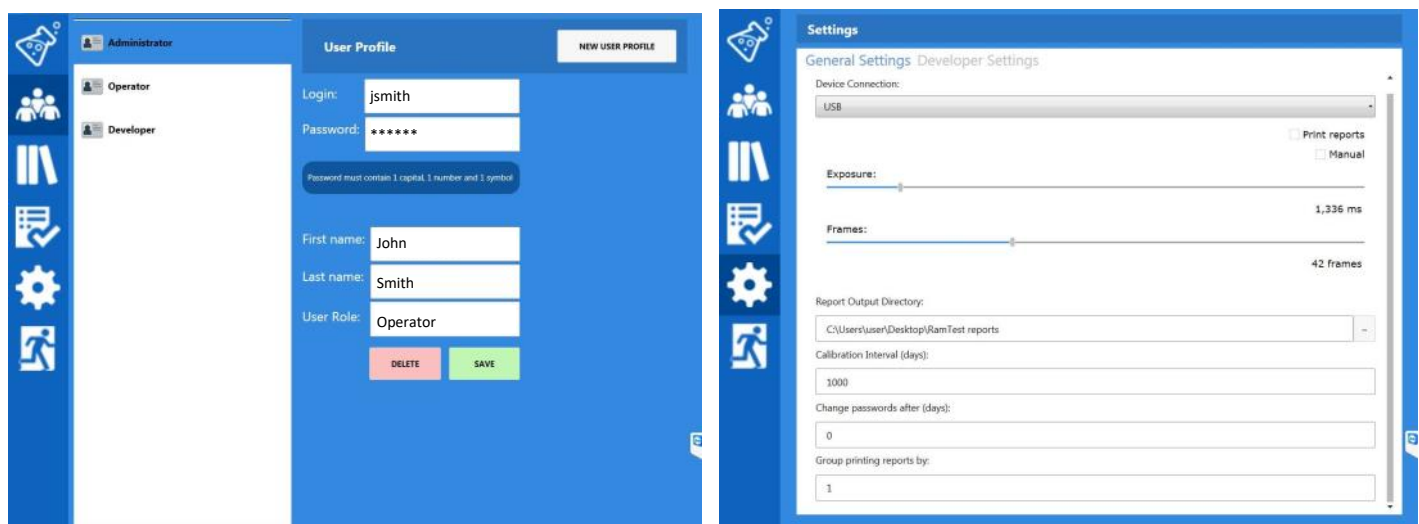 Administrator
Operator
Developer
User Profile
NEW USER PROFILE
Login: jsmith
Password: ******
Password must contain 1 capital, 1 number and 1 symbol
First name: John
Last name: Smith
User Role: Operator
DELETE SAVE
Settings
General Settings Developer Settings
Device Connection:
USB
Print reports
Manual
Exposure:
1,336 ms
Frames:
42 frames
Report Output Directory:
C:\Users\user\Desktop\RamTest reports
Calibration Interval (days):
1000
Change passwords after (days):
0
Group printing reports by:
1